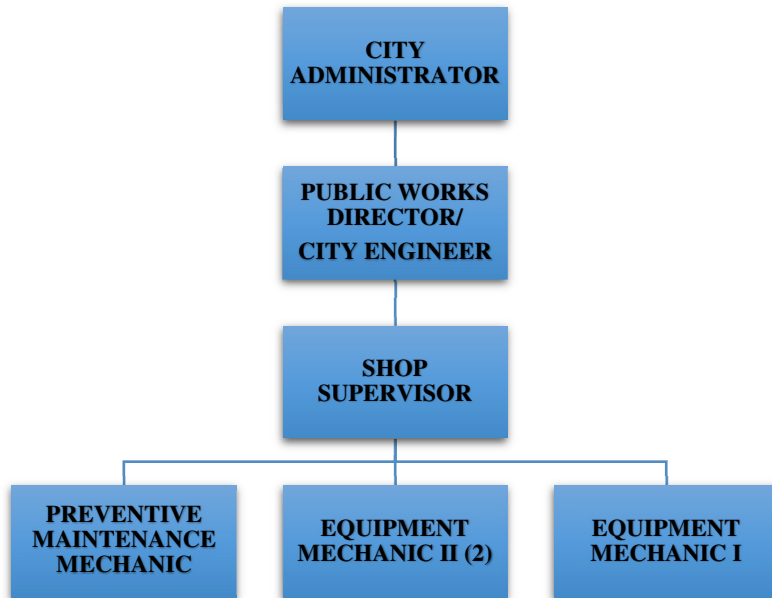 CITY
ADMINISTRATOR
PUBLIC WORKS
DIRECTOR/
CITY ENGINEER
SHOP
SUPERVISOR
PREVENTIVE
MAINTENANCE
MECHANIC
EQUIPMENT
MECHANIC II (2)
EQUIPMENT
MECHANIC I